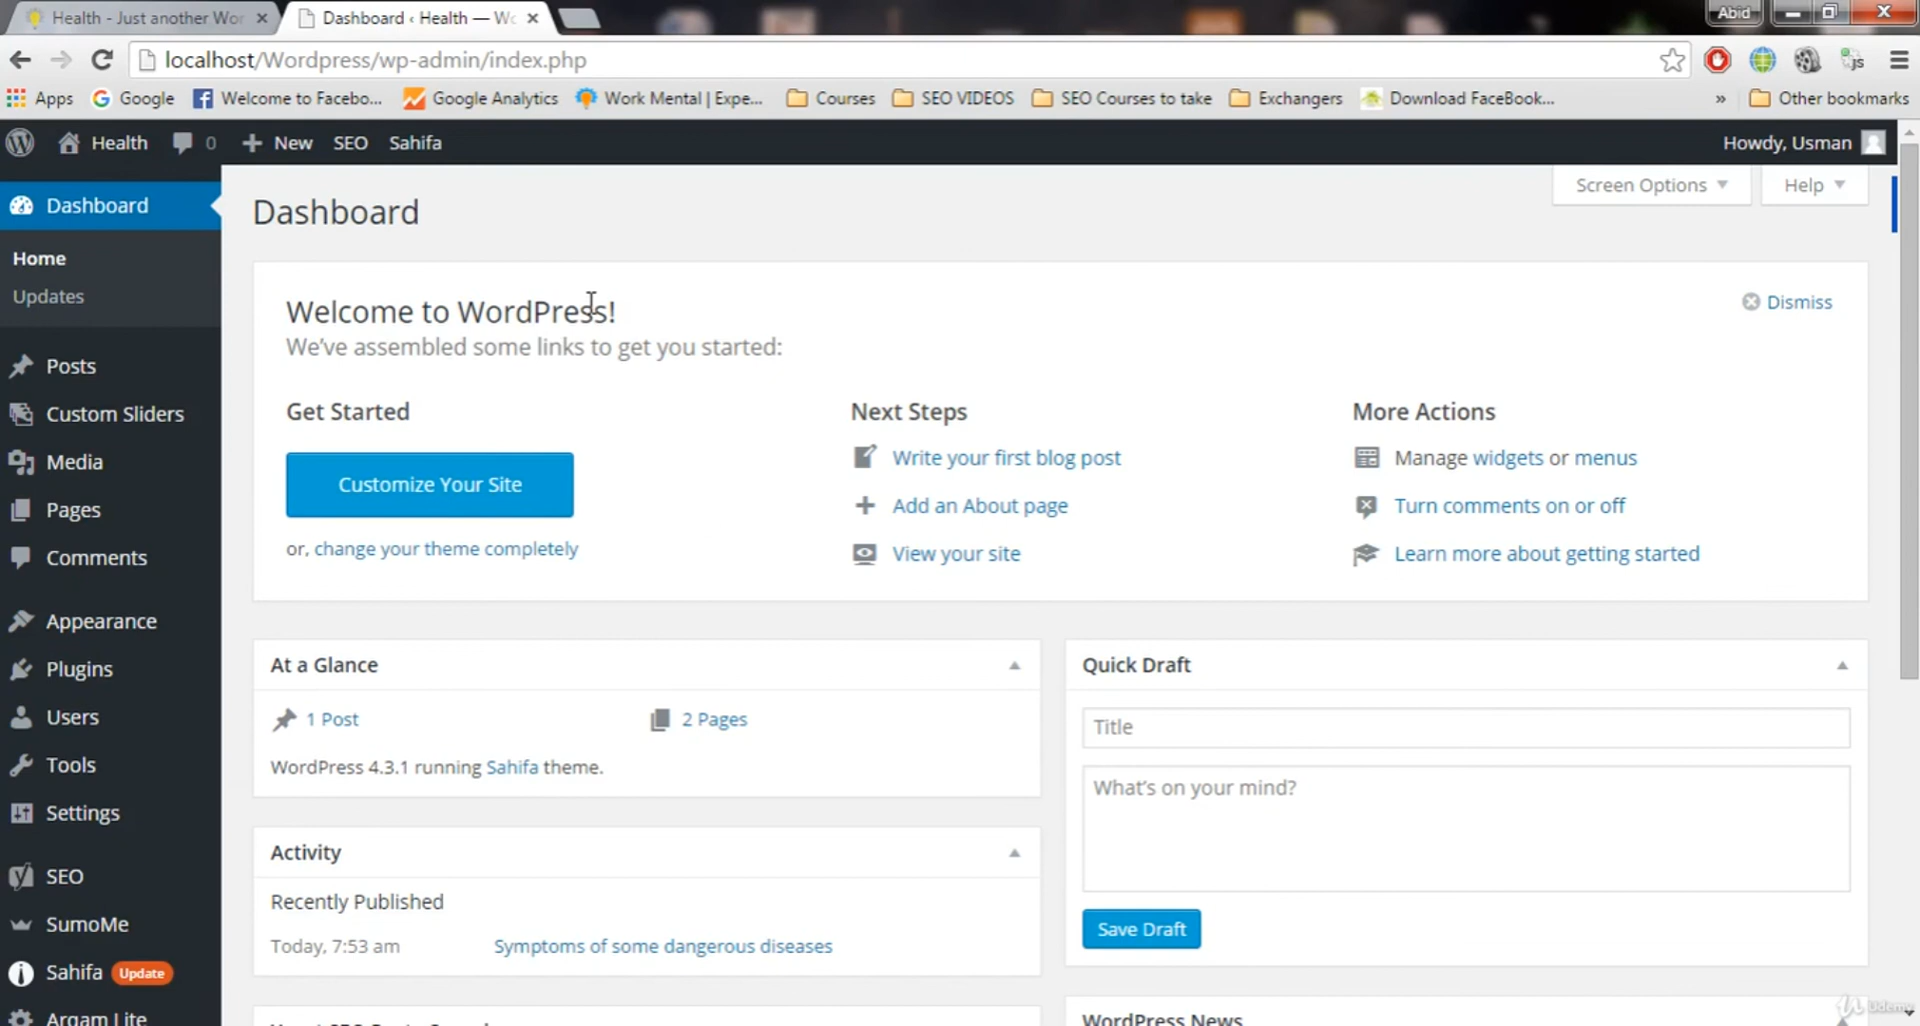 Health - Just another Wor
Dashboard ‹ Health — Wo
Abid
localhost/Wordpress/wp-admin/index.php
Apps
Google
Welcome to Facebo...
Google Analytics
Work Mental | Expe...
Courses
SEO VIDEOS
SEO Courses to take
Exchangers
Download FaceBook...
»
Other bookmarks
Health
0
New
SEO
Sahifa
Howdy, Usman
Dashboard
Home
Updates
Posts
Custom Sliders
Media
Pages
Comments
Appearance
Plugins
Users
Tools
Settings
SEO
SumoMe
Sahifa Update
Arqam Lite
Dashboard
Screen Options
Help
Welcome to WordPress!
We've assembled some links to get you started:
Dismiss
Get Started
Customize Your Site
or, change your theme completely
Next Steps
Write your first blog post
Add an About page
View your site
More Actions
Manage widgets or menus
Turn comments on or off
Learn more about getting started
At a Glance
1 Post
2 Pages
WordPress 4.3.1 running Sahifa theme.
Activity
Recently Published
Today, 7:53 am
Symptoms of some dangerous diseases
Quick Draft
Title
What's on your mind?
Save Draft
WordPress News
Udemy